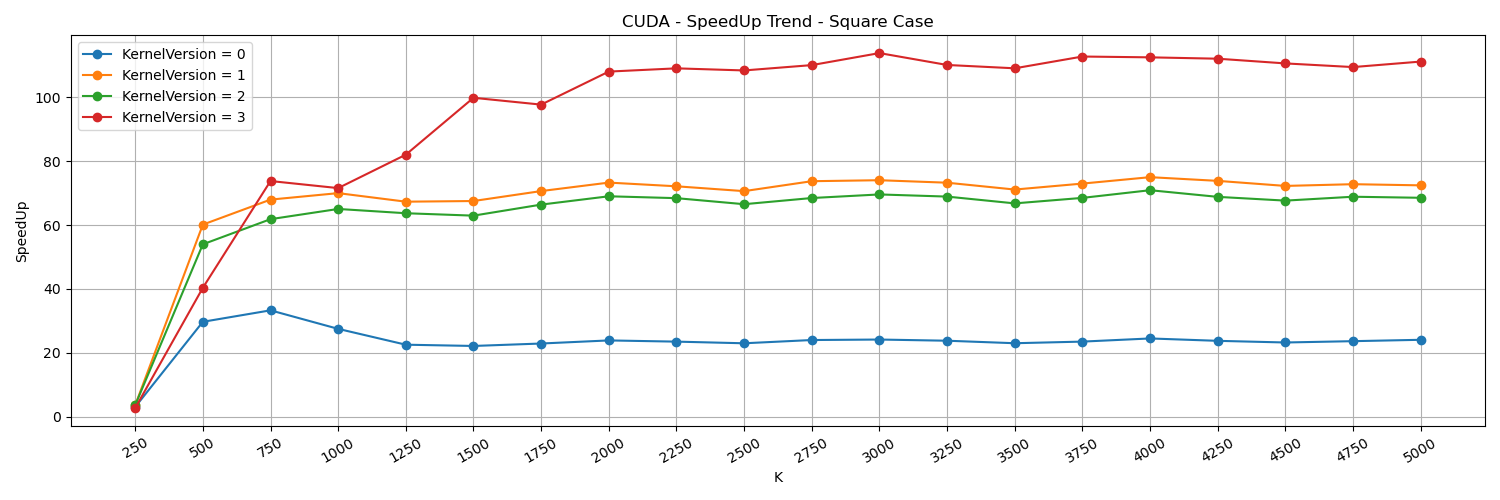 CUDA - SpeedUp Trend - Square Case
KernelVersion = 0
KernelVersion = 1
KernelVersion = 2
KernelVersion = 3
SpeedUp
100
80
60
40
20
0
250 500 750 1000 1250 1500 1750 2000 2250 2500 2750 3000 3250 3500 3750 4000 4250 4500 4750 5000
K